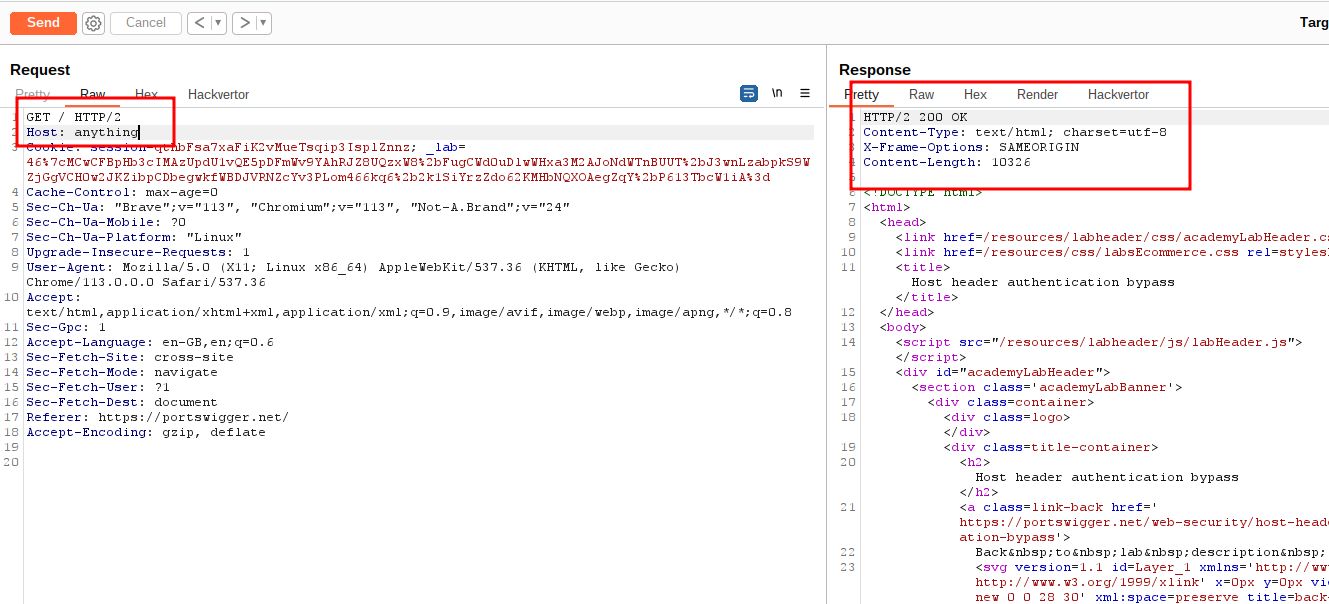 Send Cancel < > Targ
Request
Pretty Raw Hex Hackvertor \n
1 GET / HTTP/2
2 Host: anything
3 Cookie:
46%7cMCwCFBpHb3cIMAzUpdU1vQE5pDFmWv9YAhRJZ8UQzxW8%2bFugCWdOuDlwWHxa3M2AJoNdWTnBUUT%2bJ3wnLzabpkS9W
ZjGgVCHOw2JKZibpCDbegwkfWBDJVRNZcYv3PLom466kq6%2b2k1SiYrzZdo62KMHbNQXOAegZqY%2bP613TbcW1iA%3d
4 Cache-Control: max-age=0
5 Sec-Ch-Ua: "Brave";v="113", "Chromium";v="113", "Not-A.Brand";v="24"
6 Sec-Ch-Ua-Mobile: ?0
7 Sec-Ch-Ua-Platform: "Linux"
8 Upgrade-Insecure-Requests: 1
9 User-Agent: Mozilla/5.0 (X11; Linux x86_64) AppleWebKit/537.36 (KHTML, like Gecko)
Chrome/113.0.0.0 Safari/537.36
10 Accept:
text/html,application/xhtml+xml,application/xml;q=0.9,image/avif,image/webp,image/apng,*/*;q=0.8
11 Sec-Gpc: 1
12 Accept-Language: en-GB,en;q=0.6
13 Sec-Fetch-Site: cross-site
14 Sec-Fetch-Mode: navigate
15 Sec-Fetch-User: ?1
16 Sec-Fetch-Dest: document
17 Referer: https://portswigger.net/
18 Accept-Encoding: gzip, deflate
19
20
Response
Pretty Raw Hex Render Hackvertor
1 HTTP/2 200 OK
2 Content-Type: text/html; charset=utf-8
3 X-Frame-Options: SAMEORIGIN
4 Content-Length: 10326
5
6 <!DOCTYPE html>
7 <html>
8 <head>
9 <link href=/resources/labheader/css/academyLabHeader.cs
10 <link href=/resources/css/labsEcommerce.css rel=styles
11 <title>
Host header authentication bypass
</title>
12 </head>
13 <body>
14 <script src="/resources/labheader/js/labHeader.js">
</script>
15 <div id="academyLabHeader">
16 <section class='academyLabBanner'>
17 <div class=container>
18 <div class=logo>
</div>
19 <div class=title-container>
20 <h2>
Host header authentication bypass
</h2>
21 <a class=link-back href='
https://portswigger.net/web-security/host-head
ation-bypass'>
22 Back&nbsp;to&nbsp;lab&nbsp;description&nbsp;
23 <svg version=1.1 id=Layer_1 xmlns='http://ww
http://www.w3.org/1999/xlink' x=0px y=0px vi
new 0 0 28 30' xml:space=preserve title=back-